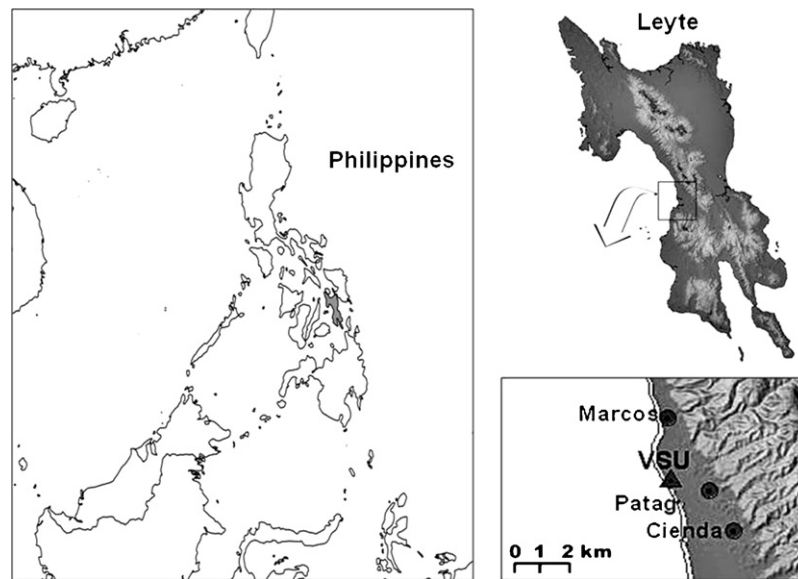 Philippines
Leyte
Marcos
VSU
Patag
Cienda
0 1 2 km